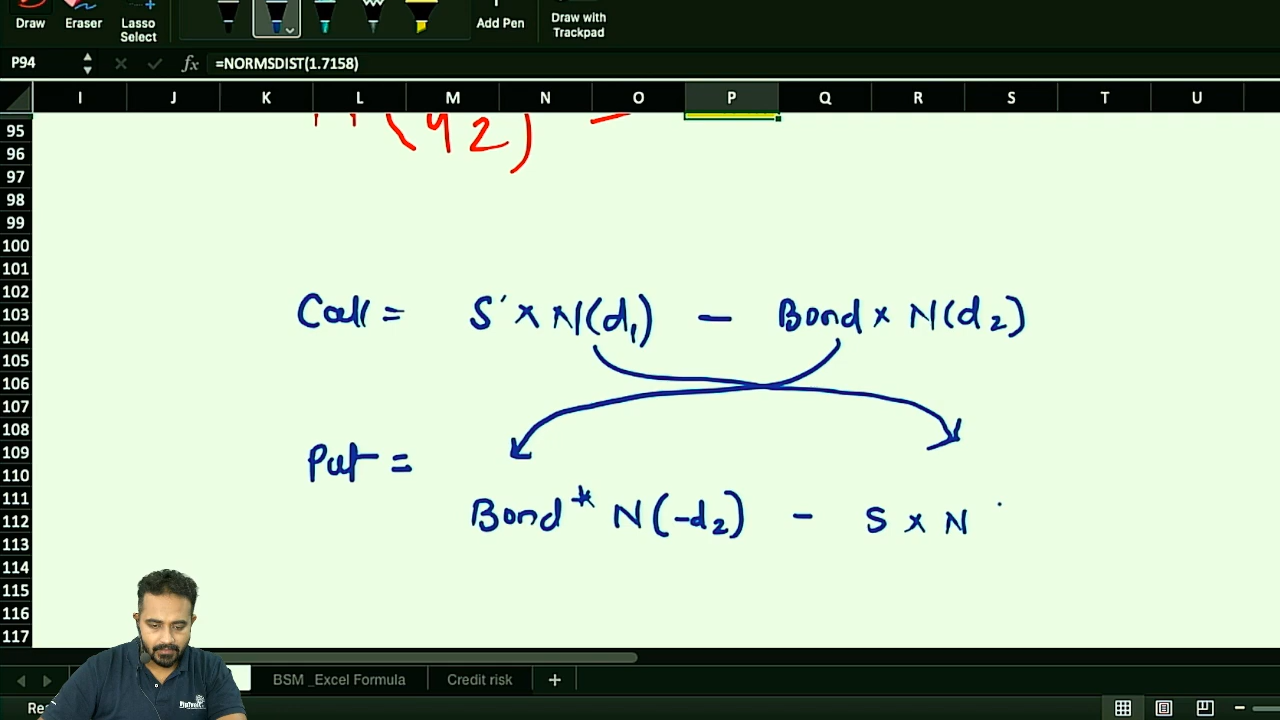 Draw Eraser Lasso Select Add Pen Draw with Trackpad
P94 fx =NORMSDIST(1.7158)
I J K L M N O P Q R S T U
95
96
97
98
99
100
101
102
103 Call = S' × N(d1) − Bond × N(d2)
104
105
106
107
108
109 Put =
110
111
112 Bond * N(-d2) − S × N
113
114
115
116
117
BSM _Excel Formula Credit risk +